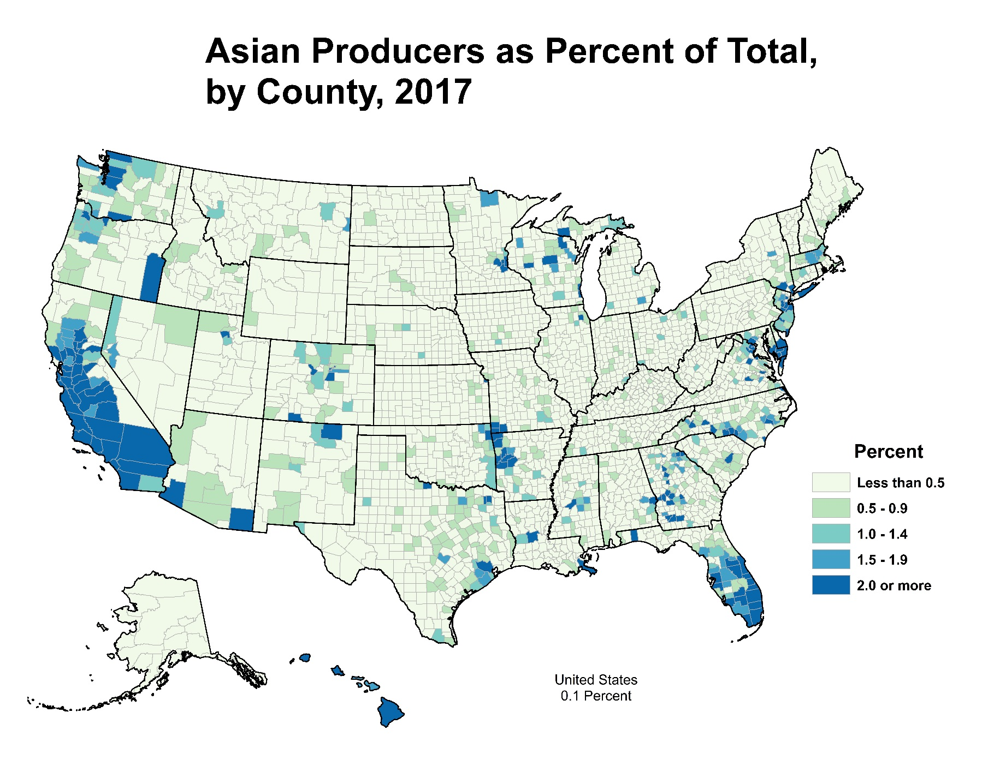 Asian Producers as Percent of Total,
by County, 2017
Percent
Less than 0.5
0.5 - 0.9
1.0 - 1.4
1.5 - 1.9
2.0 or more
United States
0.1 Percent